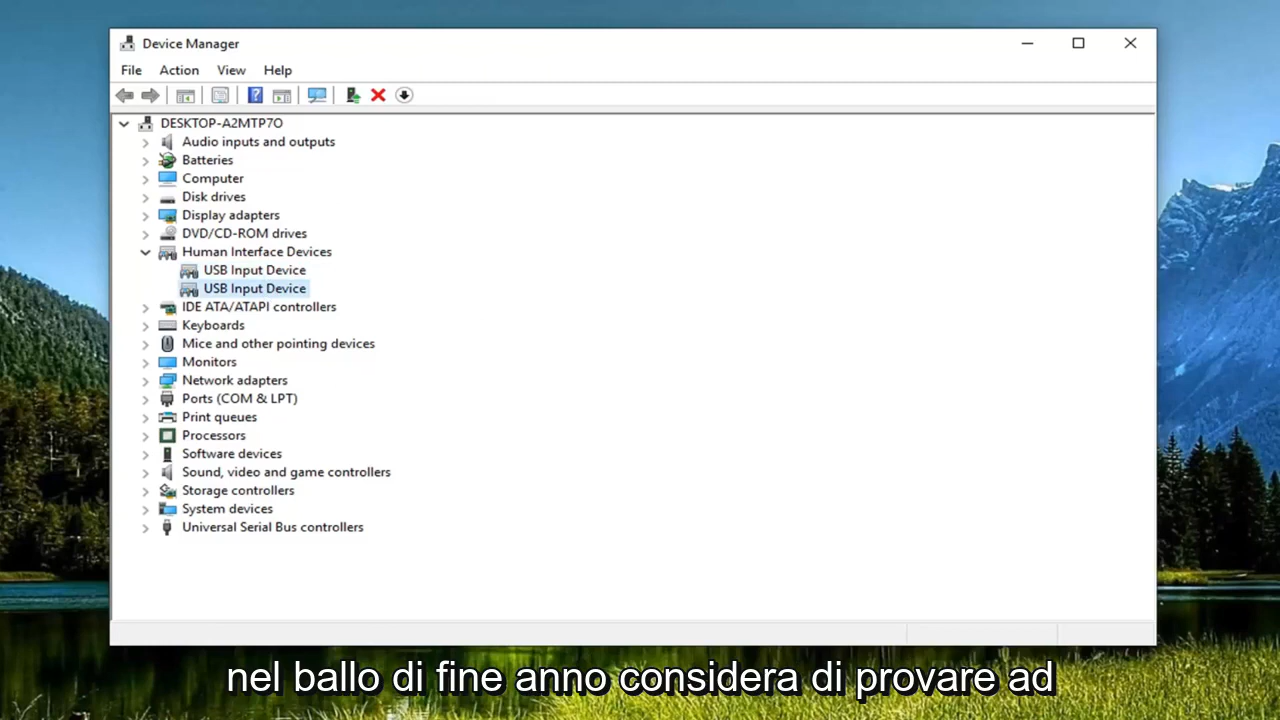 Device Manager
File Action View Help
DESKTOP-A2MTP7O
Audio inputs and outputs
Batteries
Computer
Disk drives
Display adapters
DVD/CD-ROM drives
Human Interface Devices
USB Input Device
USB Input Device
IDE ATA/ATAPI controllers
Keyboards
Mice and other pointing devices
Monitors
Network adapters
Ports (COM & LPT)
Print queues
Processors
Software devices
Sound, video and game controllers
Storage controllers
System devices
Universal Serial Bus controllers
nel ballo di fine anno considera di provare ad